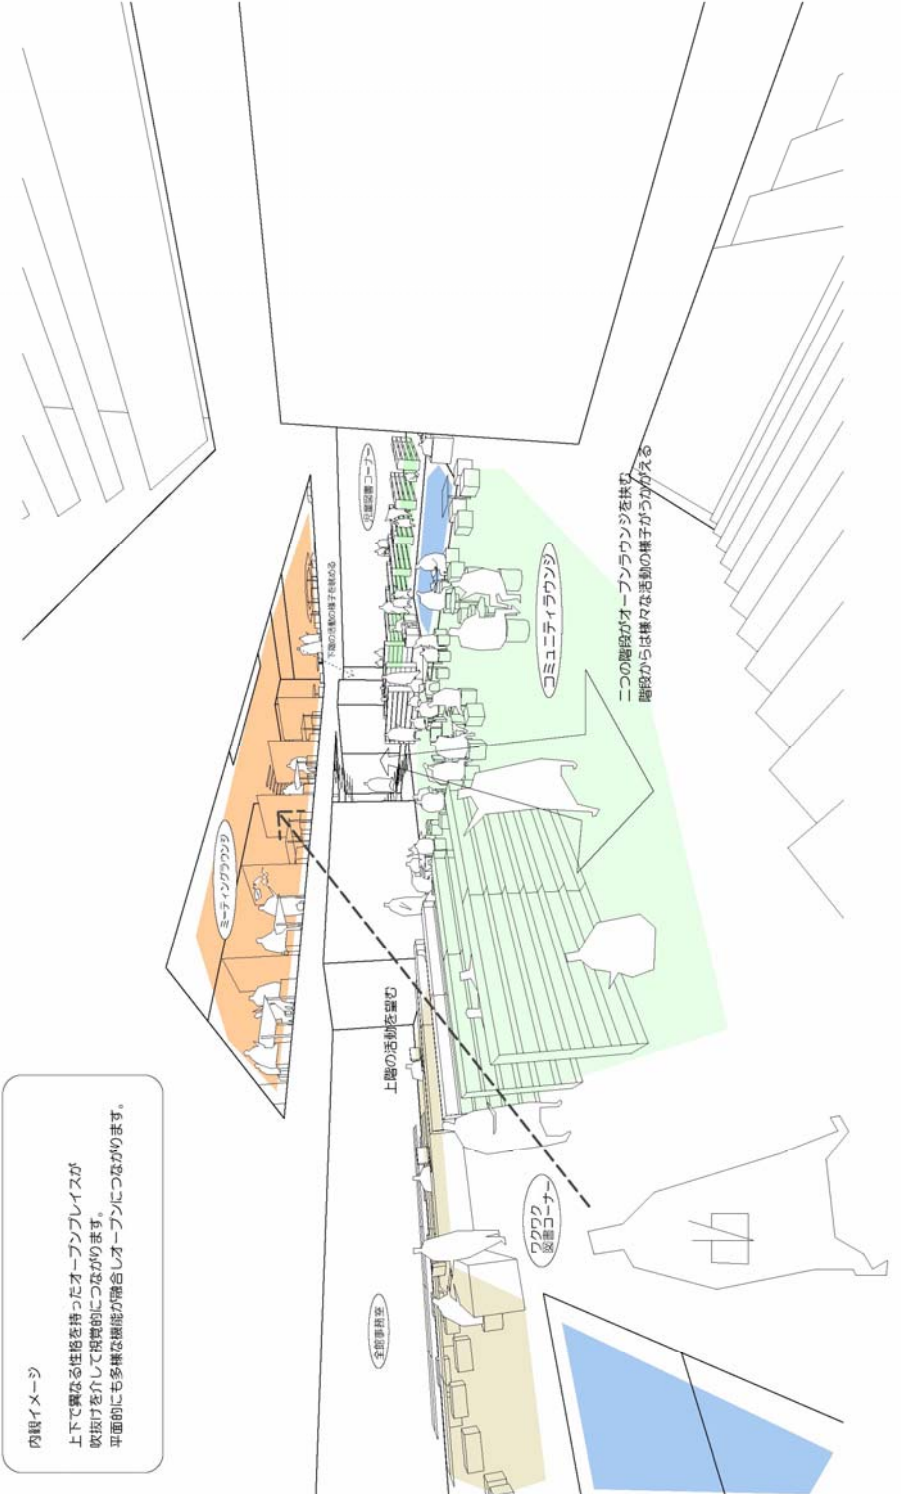 内観イメージ
上下で異なる性格を持ったオープンプレイスが
吹抜けを介して視覚的につながります。
平面的にも多様な機能が融合しオープンにつながります。
ミーティングラウンジ
下階の活動の様子を眺める
児童図書コーナー
上階の活動を望む
全館事務室
ワクワク
図書コーナー
コミュニティラウンジ
二つの階段がオープンラウンジを挟む
階段からは様々な活動の様子がうかがえる